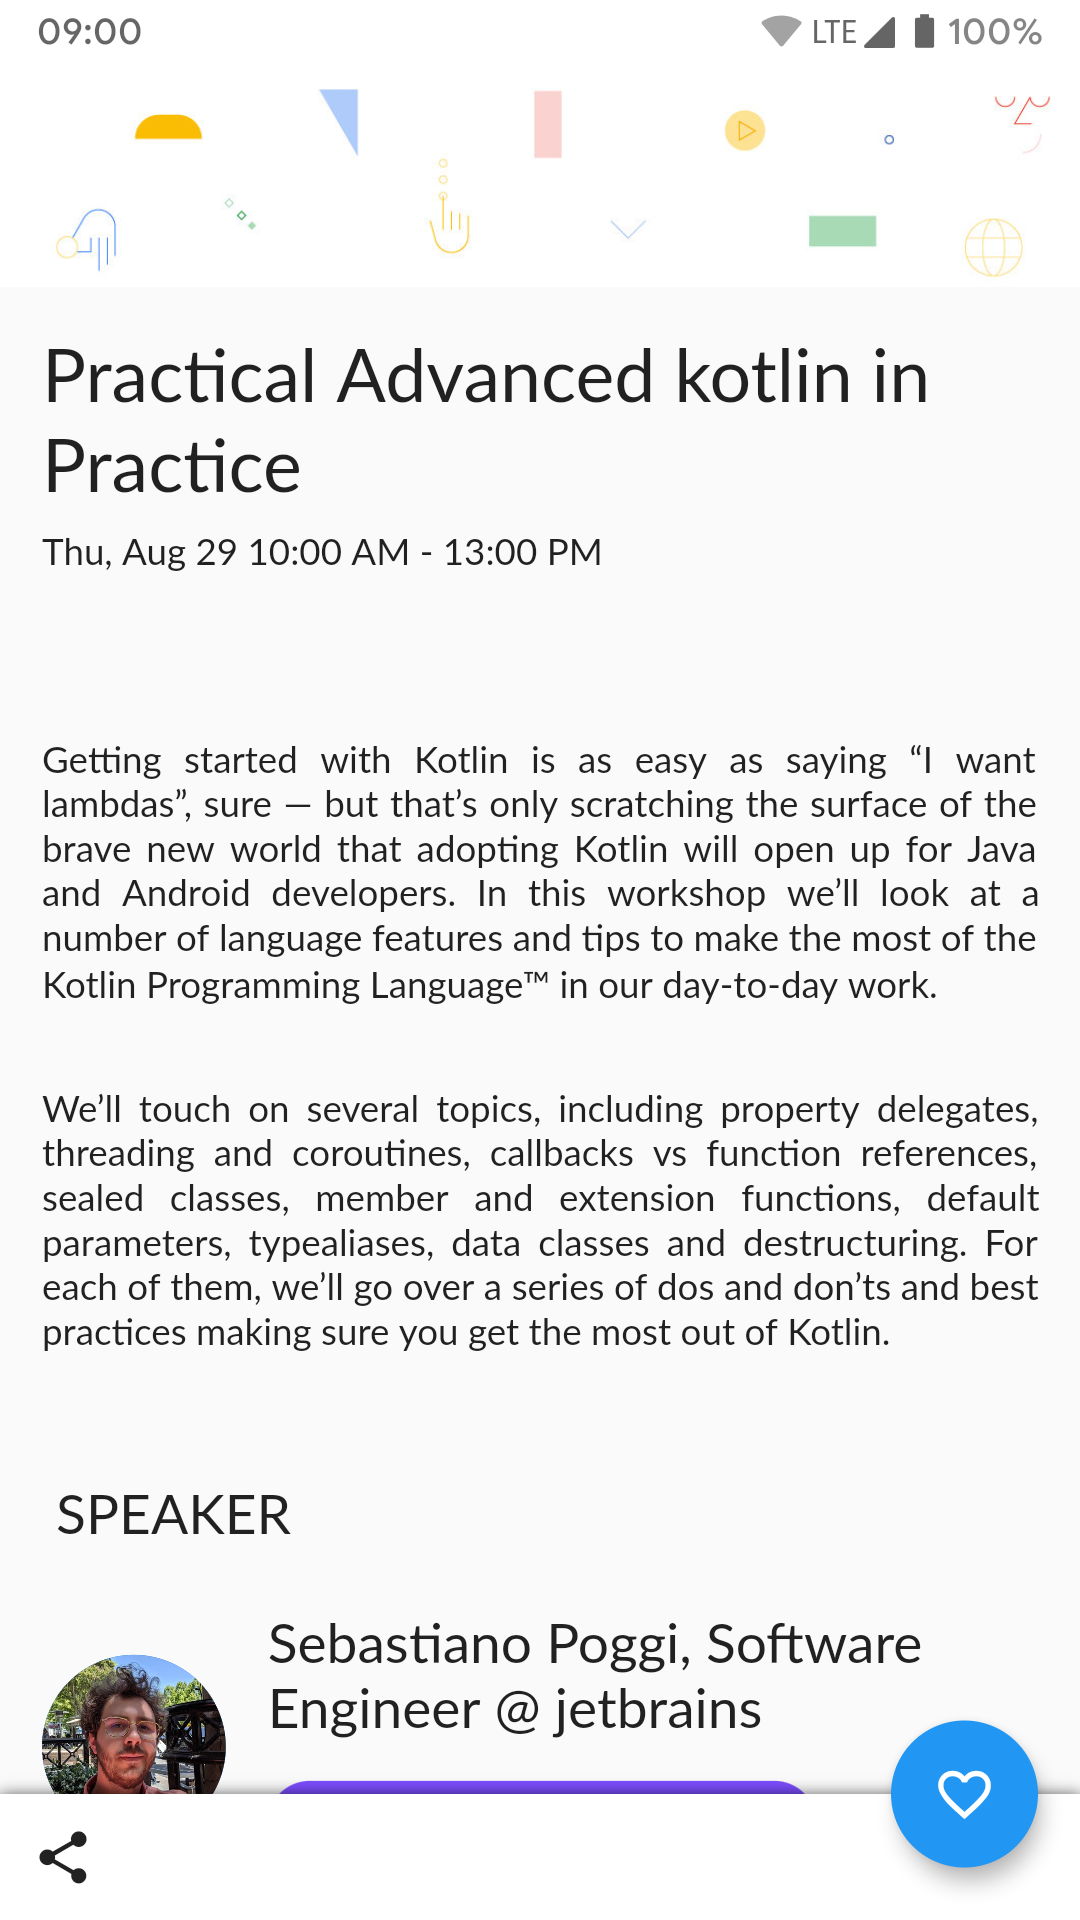 09:00 LTE 100%
Practical Advanced kotlin in
Practice
Thu, Aug 29 10:00 AM - 13:00 PM
Getting started with Kotlin is as easy as saying “I want
lambdas”, sure — but that’s only scratching the surface of the
brave new world that adopting Kotlin will open up for Java
and Android developers. In this workshop we’ll look at a
number of language features and tips to make the most of the
Kotlin Programming Language™ in our day-to-day work.
We’ll touch on several topics, including property delegates,
threading and coroutines, callbacks vs function references,
sealed classes, member and extension functions, default
parameters, typealiases, data classes and destructuring. For
each of them, we’ll go over a series of dos and don’ts and best
practices making sure you get the most out of Kotlin.
SPEAKER
Sebastiano Poggi, Software
Engineer @ jetbrains